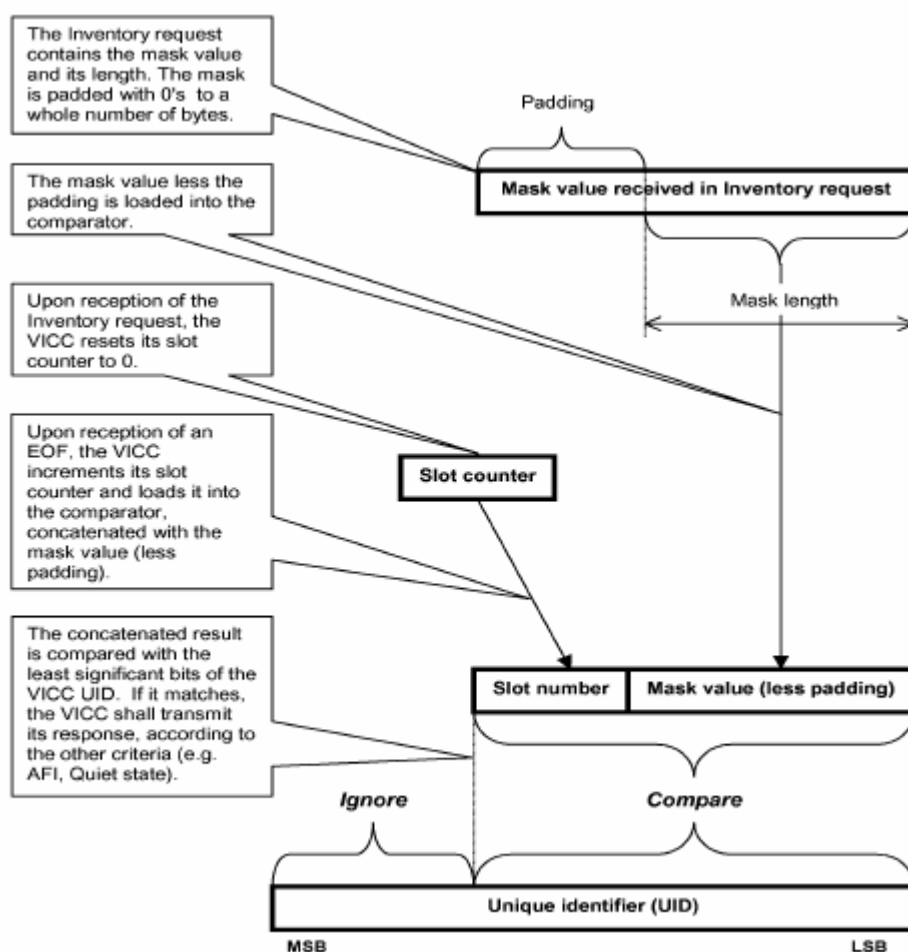 The Inventory request
contains the mask value
and its length. The mask
is padded with 0's to a
whole number of bytes.
Padding
Mask value received in Inventory request
The mask value less the
padding is loaded into the
comparator.
Mask length
Upon reception of the
Inventory request, the
VICC resets its slot
counter to 0.
Upon reception of an
EOF, the VICC
increments its slot
counter and loads it into
the comparator,
concatenated with the
mask value (less
padding).
Slot counter
The concatenated result
is compared with the
least significant bits of the
VICC UID. If it matches,
the VICC shall transmit
its response, according to
the other criteria (e.g.
AFI, Quiet state).
Slot number
Mask value (less padding)
Ignore
Compare
Unique identifier (UID)
MSB
LSB